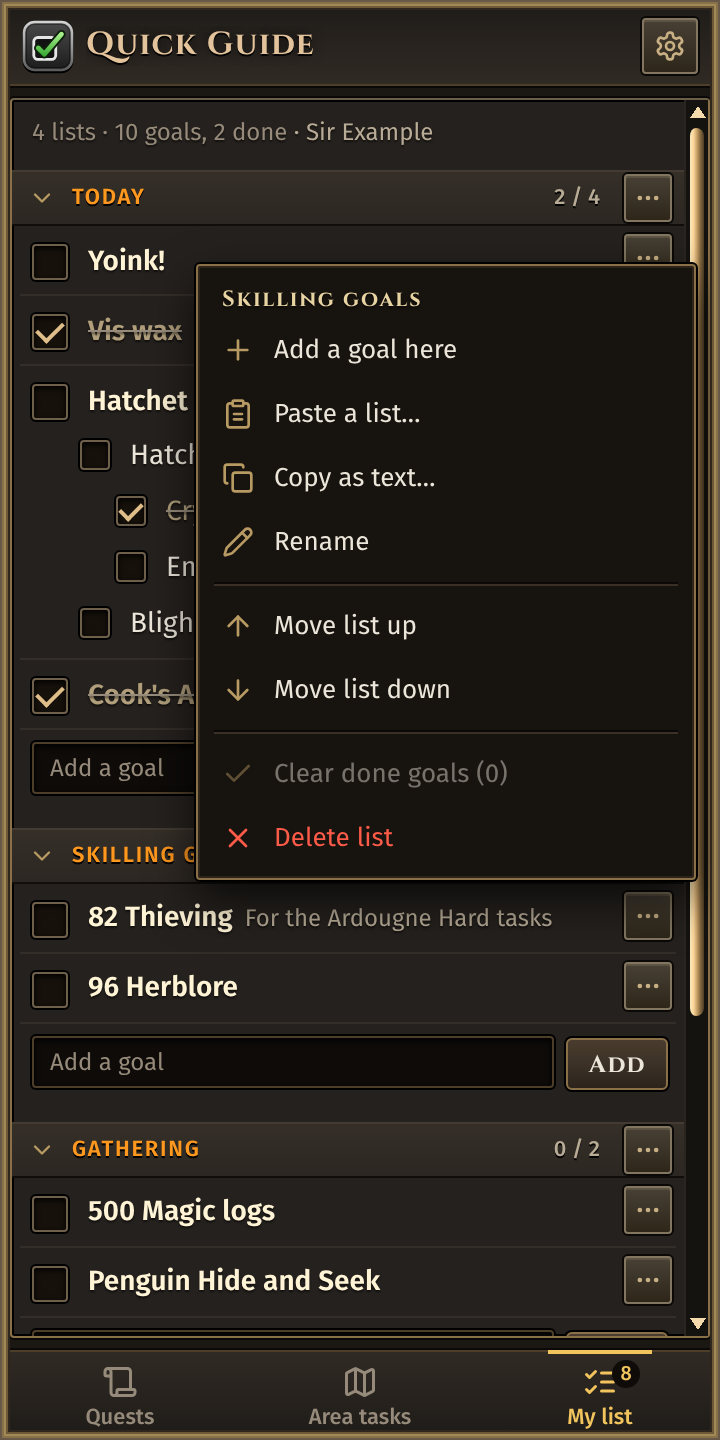 Quick Guide
4 lists · 10 goals, 2 done · Sir Example
TODAY 2 / 4
Yoink!
Vis wax
Hatchet
Cook's A
Add a goal
Skilling goals
Add a goal here
Paste a list...
Copy as text...
Rename
Move list up
Move list down
Clear done goals (0)
Delete list
SKILLING
82 Thieving For the Ardougne Hard tasks
96 Herblore
Add a goal ADD
GATHERING 0 / 2
500 Magic logs
Penguin Hide and Seek
Quests
Area tasks
My list 8